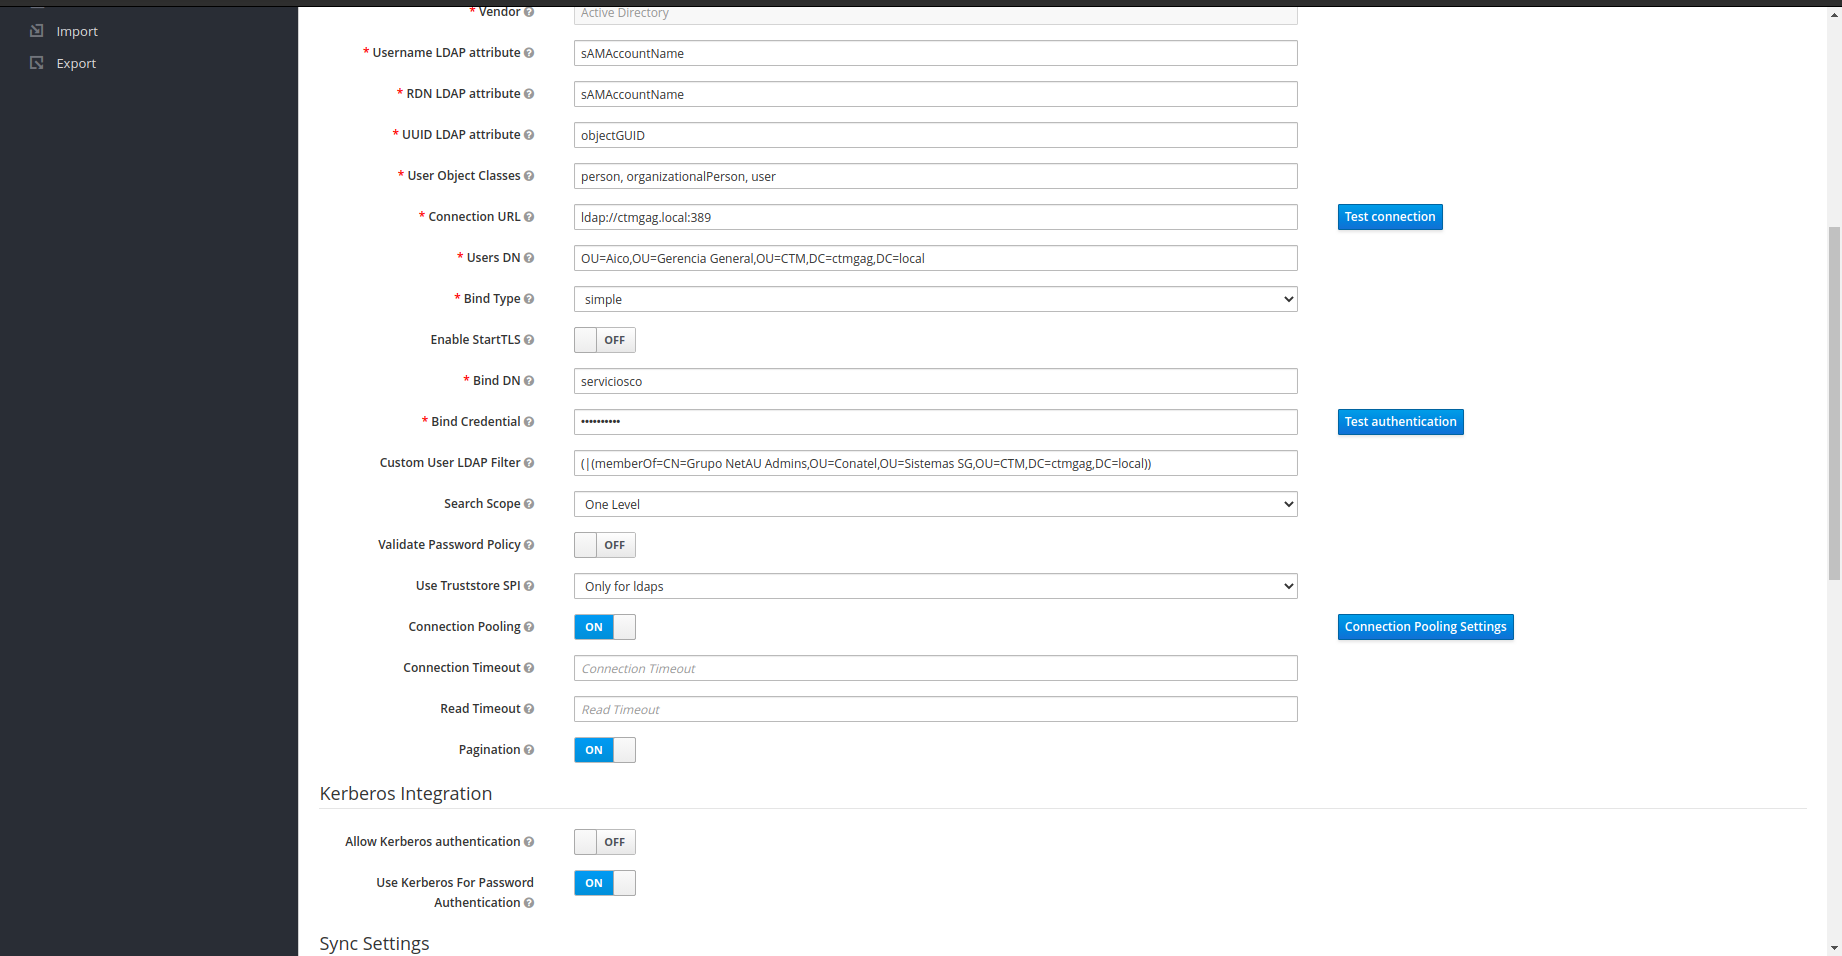 Import
Export
* Vendor
Active Directory
* Username LDAP attribute
sAMAccountName
* RDN LDAP attribute
sAMAccountName
* UUID LDAP attribute
objectGUID
* User Object Classes
person, organizationalPerson, user
* Connection URL
ldap://ctmgag.local:389
Test connection
* Users DN
OU=Aico,OU=Gerencia General,OU=CTM,DC=ctmgag,DC=local
* Bind Type
simple
Enable StartTLS
OFF
* Bind DN
serviciosco
* Bind Credential
••••••••••
Test authentication
Custom User LDAP Filter
(|(memberOf=CN=Grupo NetAU Admins,OU=Conatel,OU=Sistemas SG,OU=CTM,DC=ctmgag,DC=local))
Search Scope
One Level
Validate Password Policy
OFF
Use Truststore SPI
Only for ldaps
Connection Pooling
ON
Connection Pooling Settings
Connection Timeout
Connection Timeout
Read Timeout
Read Timeout
Pagination
ON
Kerberos Integration
Allow Kerberos authentication
OFF
Use Kerberos For Password
Authentication
ON
Sync Settings